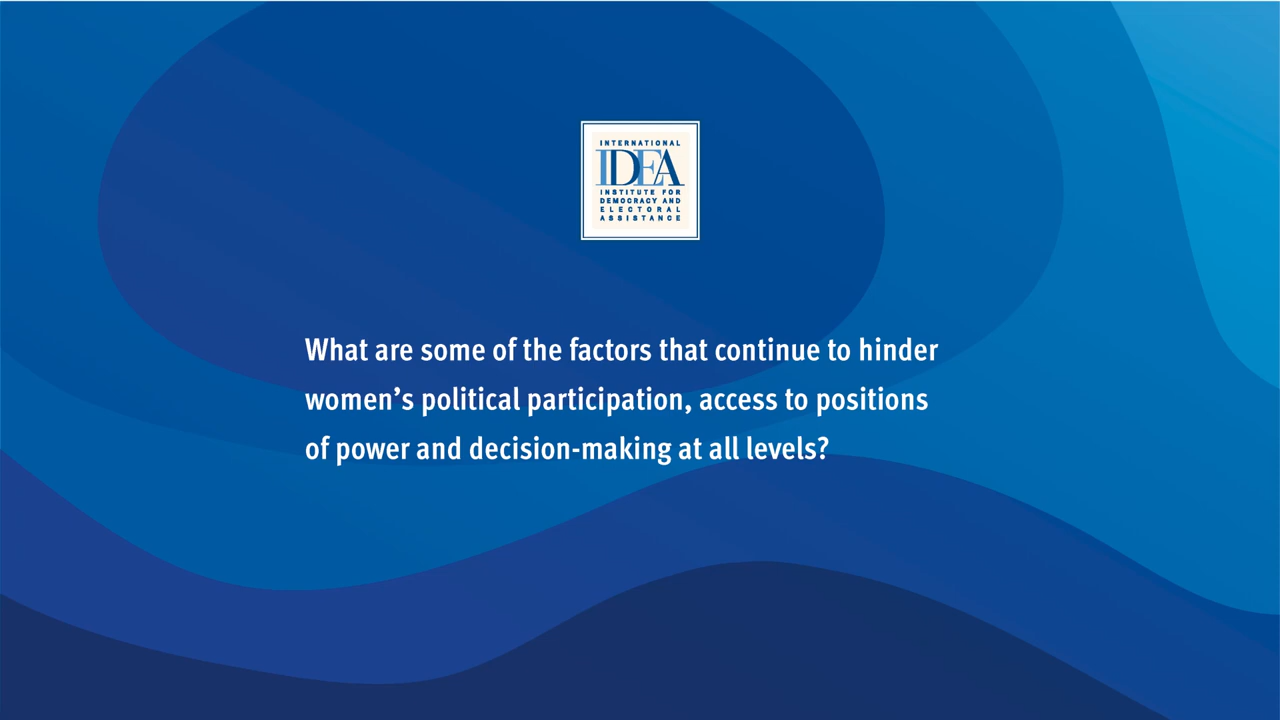 INTERNATIONAL
IDEA
INSTITUTE FOR
DEMOCRACY AND
ELECTORAL
ASSISTANCE
What are some of the factors that continue to hinder
women’s political participation, access to positions
of power and decision-making at all levels?